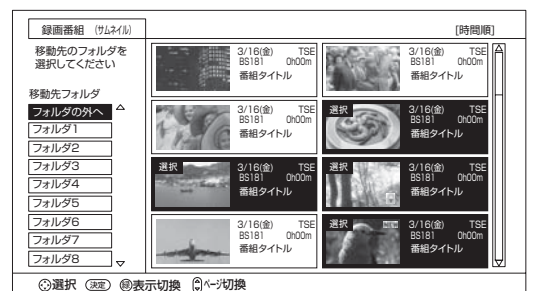 録画番組 (サムネイル)
[時間順]
移動先のフォルダを
選択してください
移動先フォルダ
フォルダの外へ
フォルダ1
フォルダ2
フォルダ3
フォルダ4
フォルダ5
フォルダ6
フォルダ7
フォルダ8
3/16(金) TSE
BS181 0h00m
番組タイトル
3/16(金) TSE
BS181 0h00m
番組タイトル
3/16(金) TSE
BS181 0h00m
番組タイトル
選択
3/16(金) TSE
BS181 0h00m
番組タイトル
選択
3/16(金) TSE
BS181 0h00m
番組タイトル
選択
3/16(金) TSE
BS181 0h00m
番組タイトル
3/16(金) TSE
BS181 0h00m
番組タイトル
選択 NEW
3/16(金) TSE
BS181 0h00m
番組タイトル
選択 決定 緑 表示切換 ページ切換